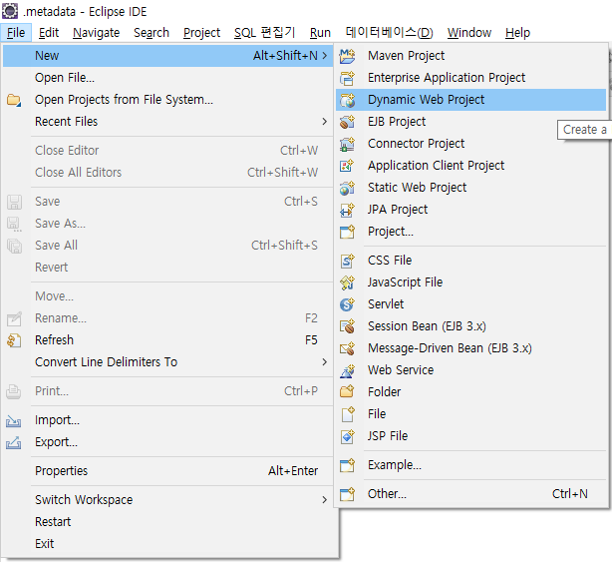 .metadata - Eclipse IDE
File Edit Navigate Search Project SQL 편집기 Run 데이터베이스(D) Window Help
New Alt+Shift+N >
Open File...
Open Projects from File System...
Recent Files >
Close Editor Ctrl+W
Close All Editors Ctrl+Shift+W
Save Ctrl+S
Save As...
Save All Ctrl+Shift+S
Revert
Move...
Rename... F2
Refresh F5
Convert Line Delimiters To >
Print... Ctrl+P
Import...
Export...
Properties Alt+Enter
Switch Workspace >
Restart
Exit
Maven Project
Enterprise Application Project
Dynamic Web Project
Create a
EJB Project
Connector Project
Application Client Project
Static Web Project
JPA Project
Project...
CSS File
JavaScript File
Servlet
Session Bean (EJB 3.x)
Message-Driven Bean (EJB 3.x)
Web Service
Folder
File
JSP File
Example...
Other... Ctrl+N